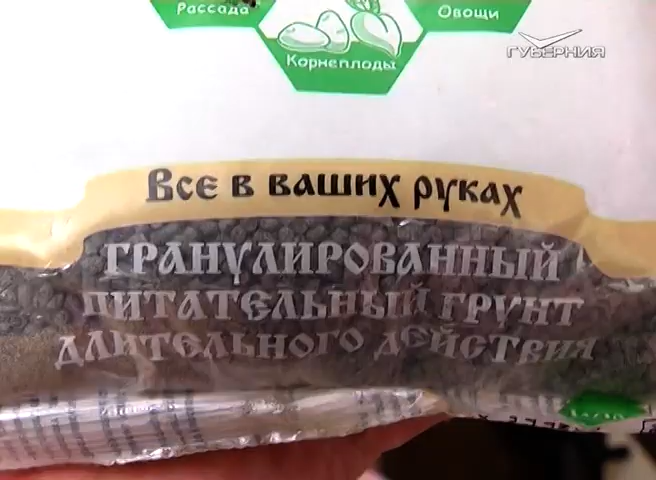 Рассада
Овощи
Корнеплоды
ГУБЕРНИЯ
Все в ваших руках
ГРАНУЛИРОВАННЫЙ
ПИТАТЕЛЬНЫЙ ГРУНТ
ДЛИТЕЛЬНОГО ДЕЙСТВИЯ